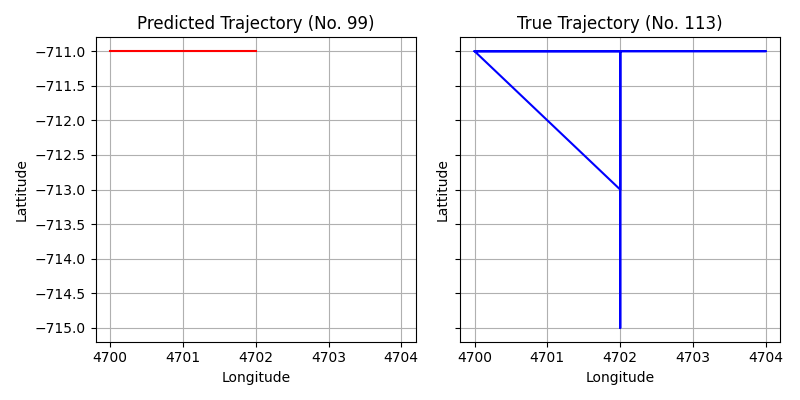 Predicted Trajectory (No. 99)
−711.0
−711.5
−712.0
−712.5
−713.0
−713.5
−714.0
−714.5
−715.0
Lattitude
4700 4701 4702 4703 4704
Longitude
True Trajectory (No. 113)
Lattitude
4700 4701 4702 4703 4704
Longitude